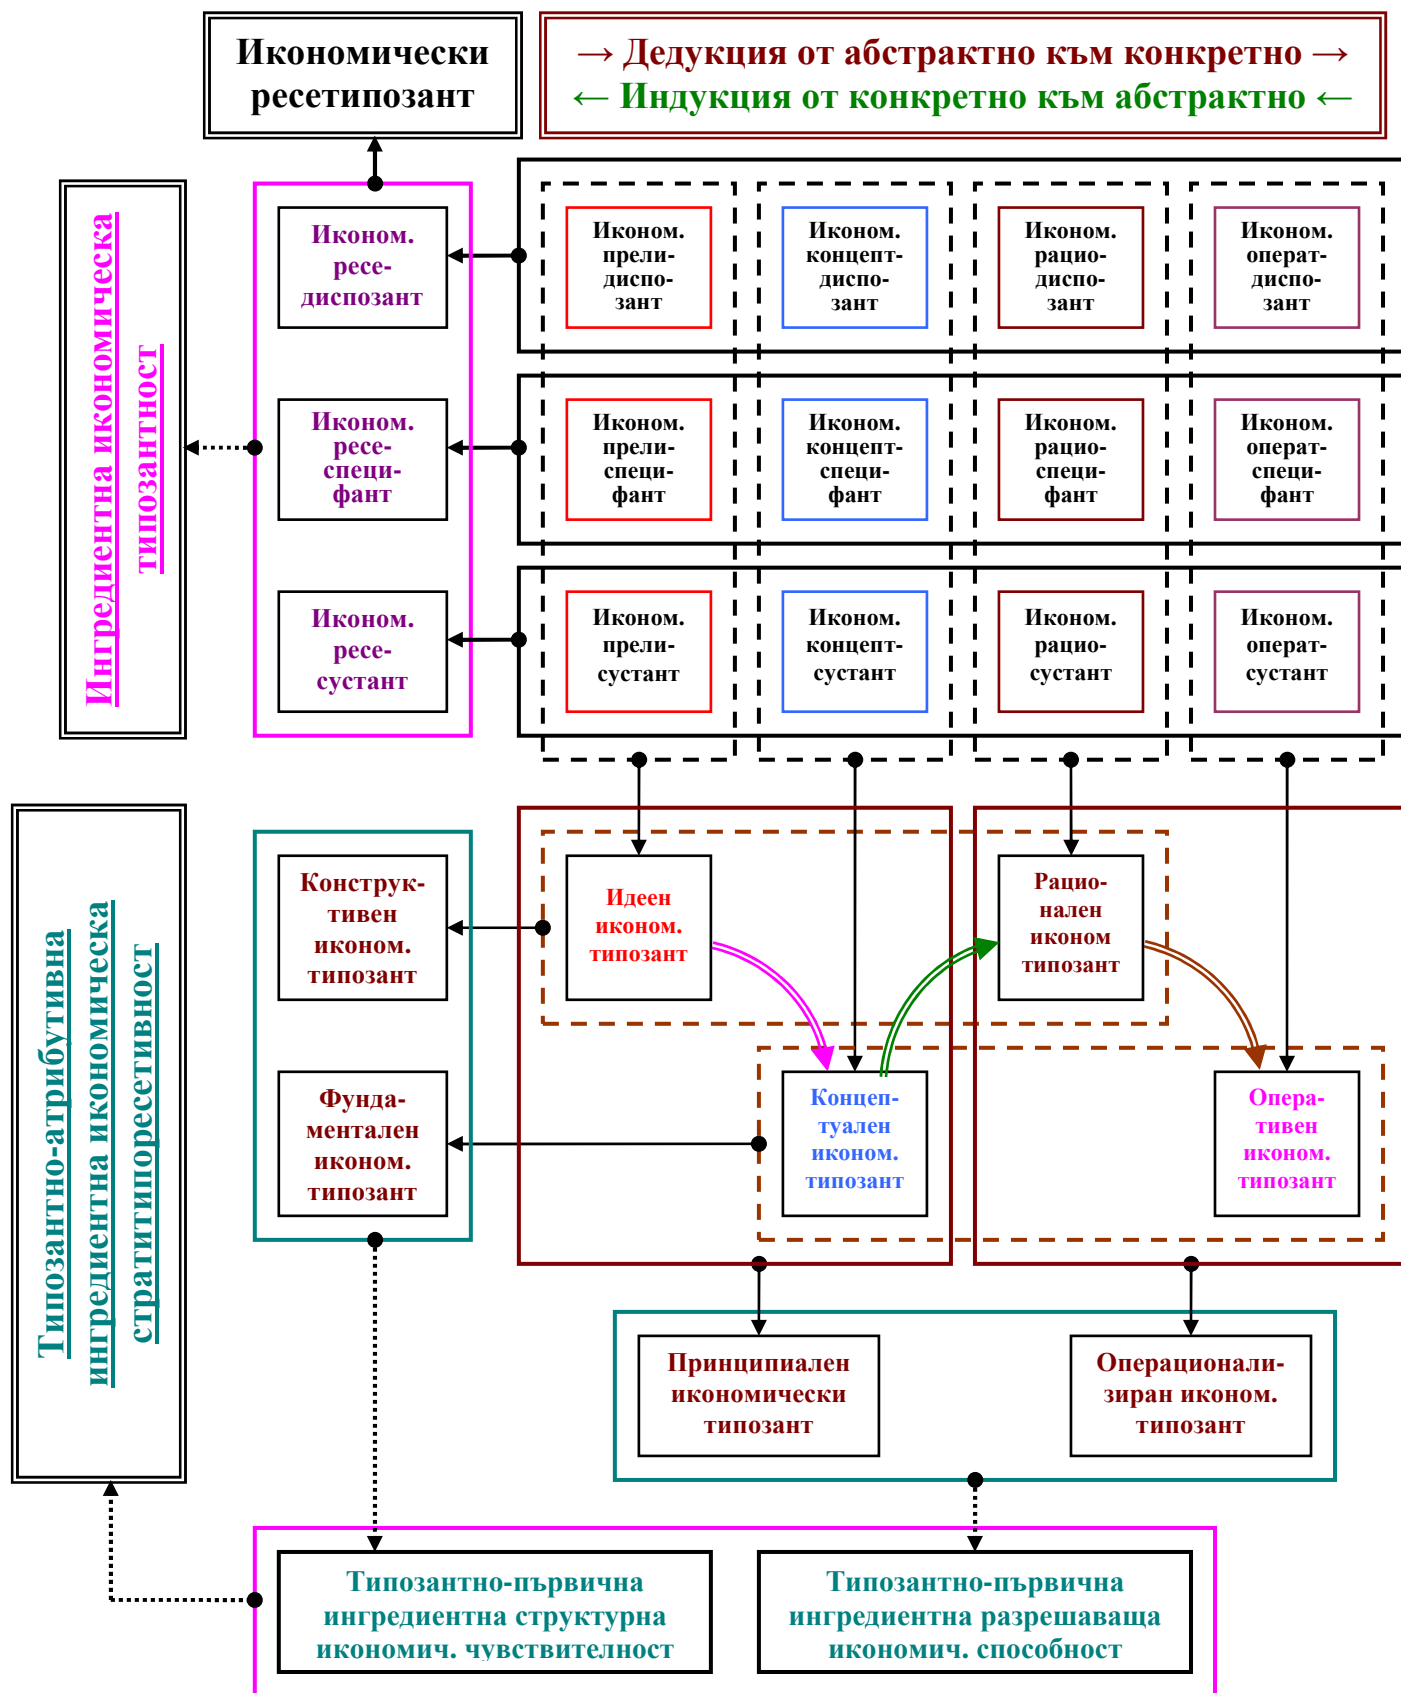 Икономически
ресетипозант
→ Дедукция от абстрактно към конкретно →
← Индукция от конкретно към абстрактно ←
Ингредиентна икономическа
типозантност
Иконом.
ресе-
диспозант
Иконом.
прели-
диспо-
зант
Иконом.
концепт-
диспо-
зант
Иконом.
рацио-
диспо-
зант
Иконом.
operат-
диспо-
зант
Иконом.
ресе-
специ-
фант
Иконом.
прели-
специ-
фант
Иконом.
концепт-
специ-
фант
Иконом.
рацио-
специ-
фант
Иконом.
операт-
специ-
фант
Иконом.
ресе-
сустант
Иконом.
прели-
сустант
Иконом.
концепт-
сустант
Иконом.
рацио-
сустант
Иконом.
операт-
сустант
Типозантно-атрибутивна
ингредиентна икономическа
стратитипоресетивност
Конструк-
тивен
иконом.
типозант
Идеен
иконом.
типозант
Рацио-
нален
иконом
типозант
Фунда-
ментален
иконом.
типозант
Концеп-
туален
иконом.
типозант
Опера-
тивен
иконом.
типозант
Принципиален
икономически
типозант
Операционали-
зиран иконом.
типозант
Типозантно-първична
ингредиентна структурна
икономич. чувствителност
Типозантно-първична
ингредиентна разрешаваща
икономич. способност